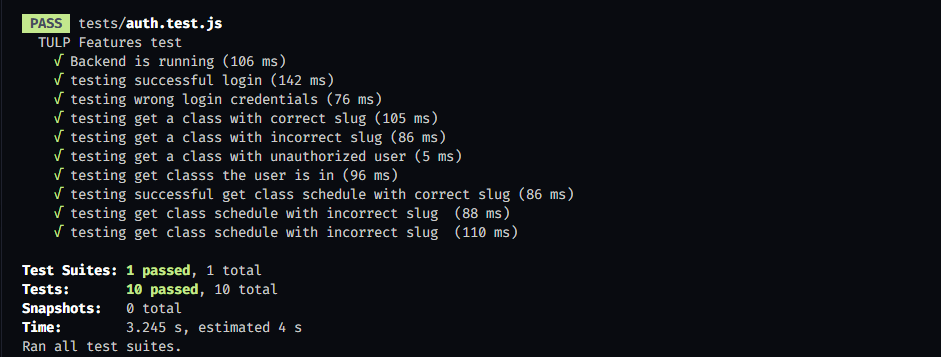 PASS tests/auth.test.js
TULP Features test
√ Backend is running (106 ms)
√ testing successful login (142 ms)
√ testing wrong login credentials (76 ms)
√ testing get a class with correct slug (105 ms)
√ testing get a class with incorrect slug (86 ms)
√ testing get a class with unauthorized user (5 ms)
√ testing get classs the user is in (96 ms)
√ testing successful get class schedule with correct slug (86 ms)
√ testing get class schedule with incorrect slug  (88 ms)
√ testing get class schedule with incorrect slug  (110 ms)
Test Suites: 1 passed, 1 total
Tests:       10 passed, 10 total
Snapshots:   0 total
Time:        3.245 s, estimated 4 s
Ran all test suites.